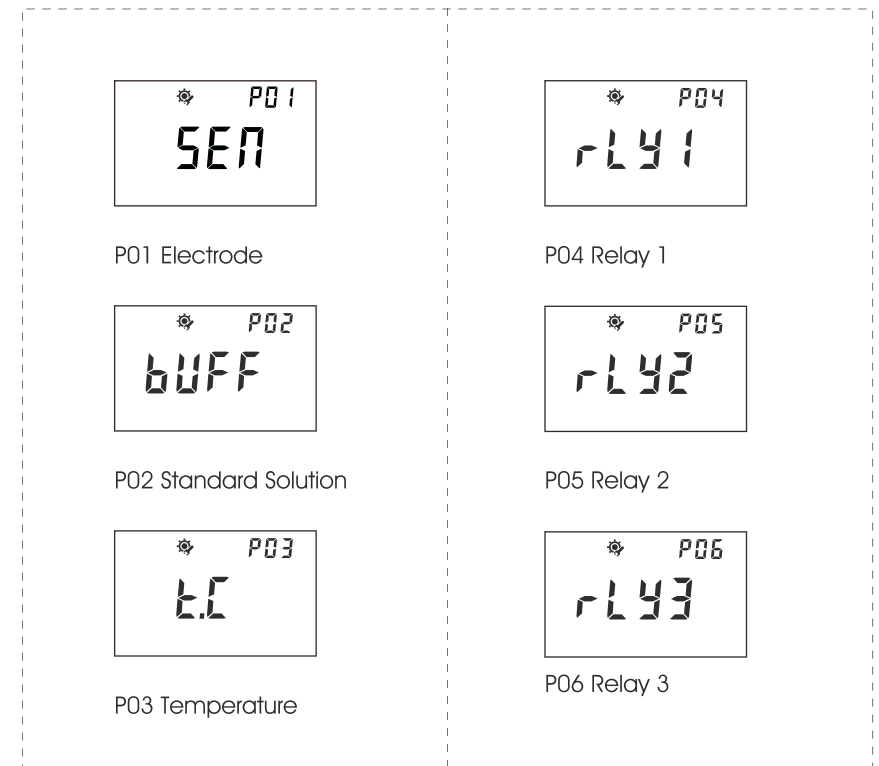 P01
SEN
P01 Electrode
P02
bUFF
P02 Standard Solution
P03
t.C
P03 Temperature
P04
rLY1
P04 Relay 1
P05
rLY2
P05 Relay 2
P06
rLY3
P06 Relay 3